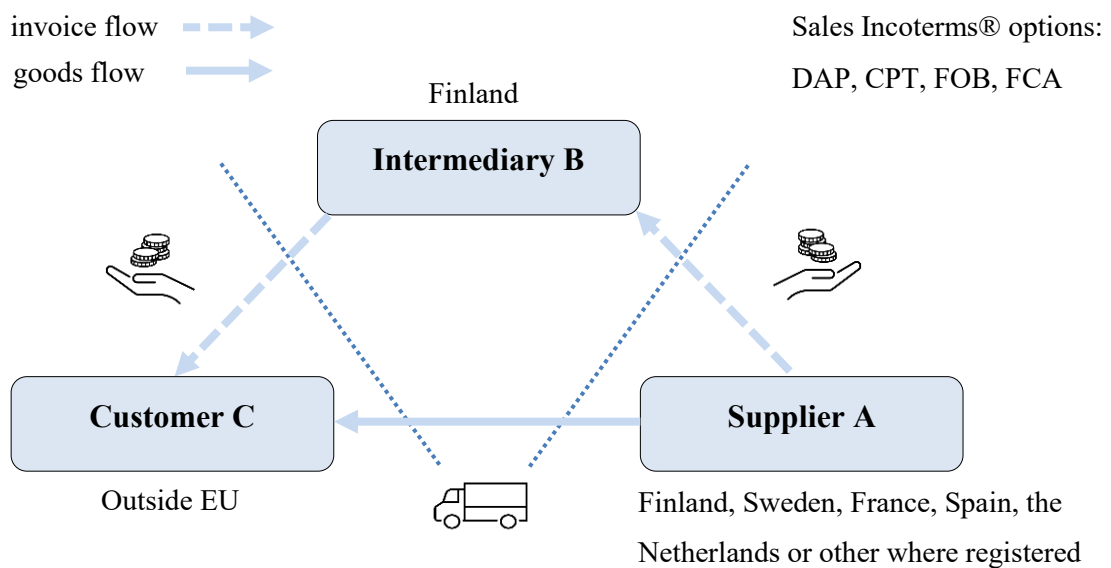 invoice flow
goods flow
Sales Incoterms® options:
DAP, CPT, FOB, FCA
Finland
Intermediary B
Customer C
Supplier A
Outside EU
Finland, Sweden, France, Spain, the
Netherlands or other where registered